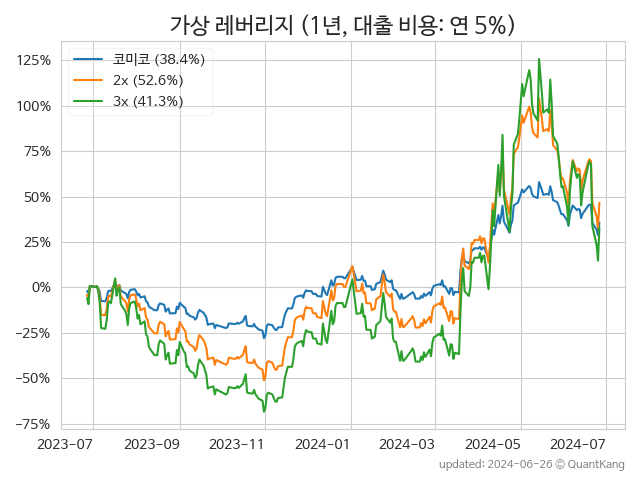 가상 레버리지 (1년, 대출 비용: 연 5%)
코미코 (38.4%)
2x (52.6%)
3x (41.3%)
125%
100%
75%
50%
25%
0%
−25%
−50%
−75%
2023-07 2023-09 2023-11 2024-01 2024-03 2024-05 2024-07
updated: 2024-06-26 ⓒ QuantKang